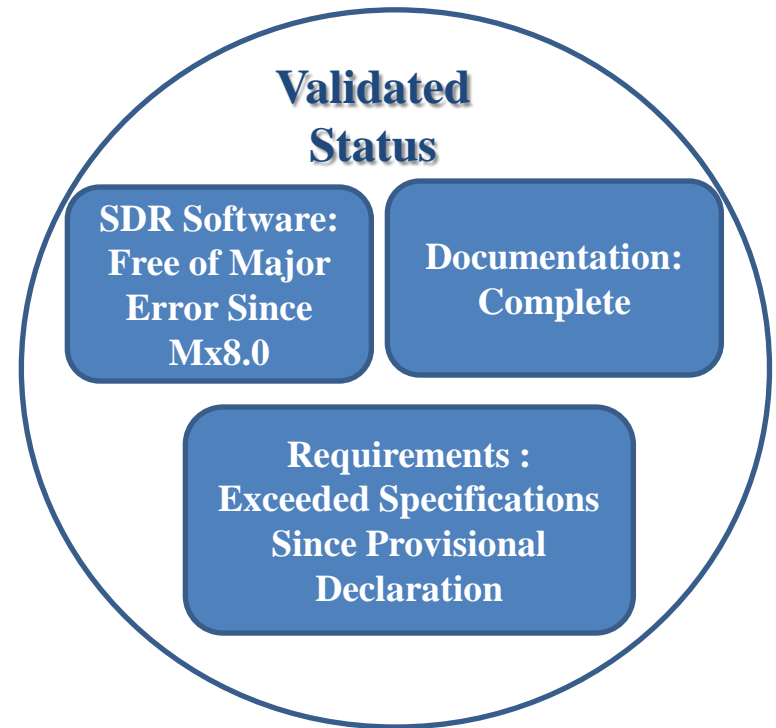 Validated
Status
SDR Software:
Free of Major
Error Since
Mx8.0
Documentation:
Complete
Requirements :
Exceeded Specifications
Since Provisional
Declaration